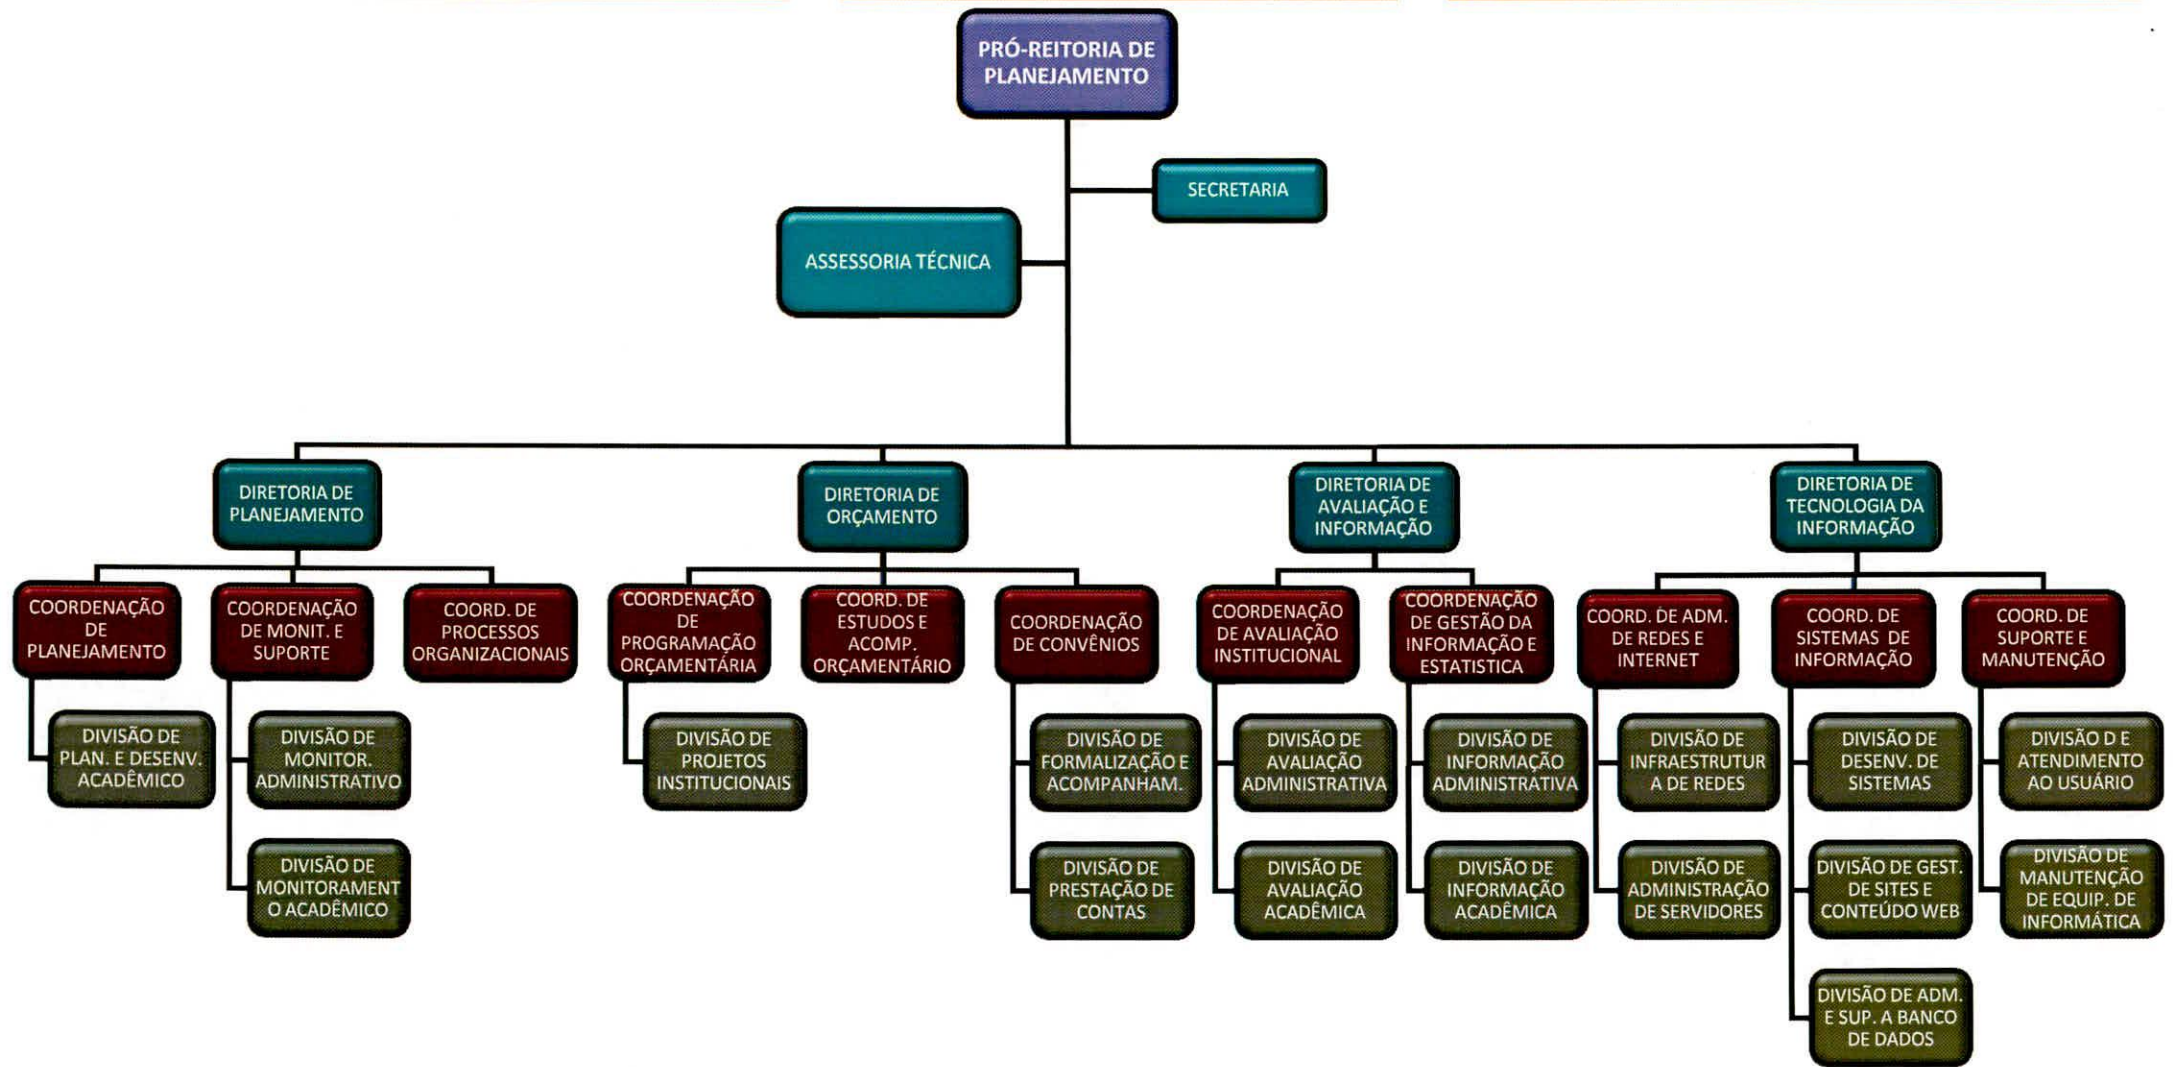 PRÓ-REITORIA DE
PLANEJAMENTO
SECRETARIA
ASSESSORIA TÉCNICA
DIRETORIA DE
PLANEJAMENTO
DIRETORIA DE
ORÇAMENTO
DIRETORIA DE
AVALIAÇÃO E
INFORMAÇÃO
DIRETORIA DE
TECNOLOGIA DA
INFORMAÇÃO
COORDENAÇÃO
DE
PLANEJAMENTO
COORDENAÇÃO
DE MONIT. E
SUPORTE
COORD. DE
PROCESSOS
ORGANIZACIONAIS
COORDENAÇÃO
DE
PROGRAMAÇÃO
ORÇAMENTÁRIA
COORD. DE
ESTUDOS E
ACOMP.
ORÇAMENTÁRIO
COORDENAÇÃO
DE CONVÊNIOS
COORDENAÇÃO
DE AVALIAÇÃO
INSTITUCIONAL
COORDENAÇÃO
DE GESTÃO DA
INFORMAÇÃO E
ESTATISTICA
COORD. DE ADM.
DE REDES E
INTERNET
COORD. DE
SISTEMAS DE
INFORMAÇÃO
COORD. DE
SUPORTE E
MANUTENÇÃO
DIVISÃO DE
PLAN. E DESENV.
ACADÊMICO
DIVISÃO DE
MONITOR.
ADMINISTRATIVO
DIVISÃO DE
PROJETOS
INSTITUCIONAIS
DIVISÃO DE
FORMALIZAÇÃO E
ACOMPANHAM.
DIVISÃO DE
AVALIAÇÃO
ADMINISTRATIVA
DIVISÃO DE
INFORMAÇÃO
ADMINISTRATIVA
DIVISÃO DE
INFRAESTRUTUR
A DE REDES
DIVISÃO DE
DESENV. DE
SISTEMAS
DIVISÃO D E
ATENDIMENTO
AO USUÁRIO
DIVISÃO DE
MONITORAMENT
O ACADÊMICO
DIVISÃO DE
PRESTAÇÃO DE
CONTAS
DIVISÃO DE
AVALIAÇÃO
ACADÊMICA
DIVISÃO DE
INFORMAÇÃO
ACADÊMICA
DIVISÃO DE
ADMINISTRAÇÃO
DE SERVIDORES
DIVISÃO DE GEST.
DE SITES E
CONTEÚDO WEB
DIVISÃO DE
MANUTENÇÃO
DE EQUIP. DE
INFORMÁTICA
DIVISÃO DE ADM.
E SUP. A BANCO
DE DADOS